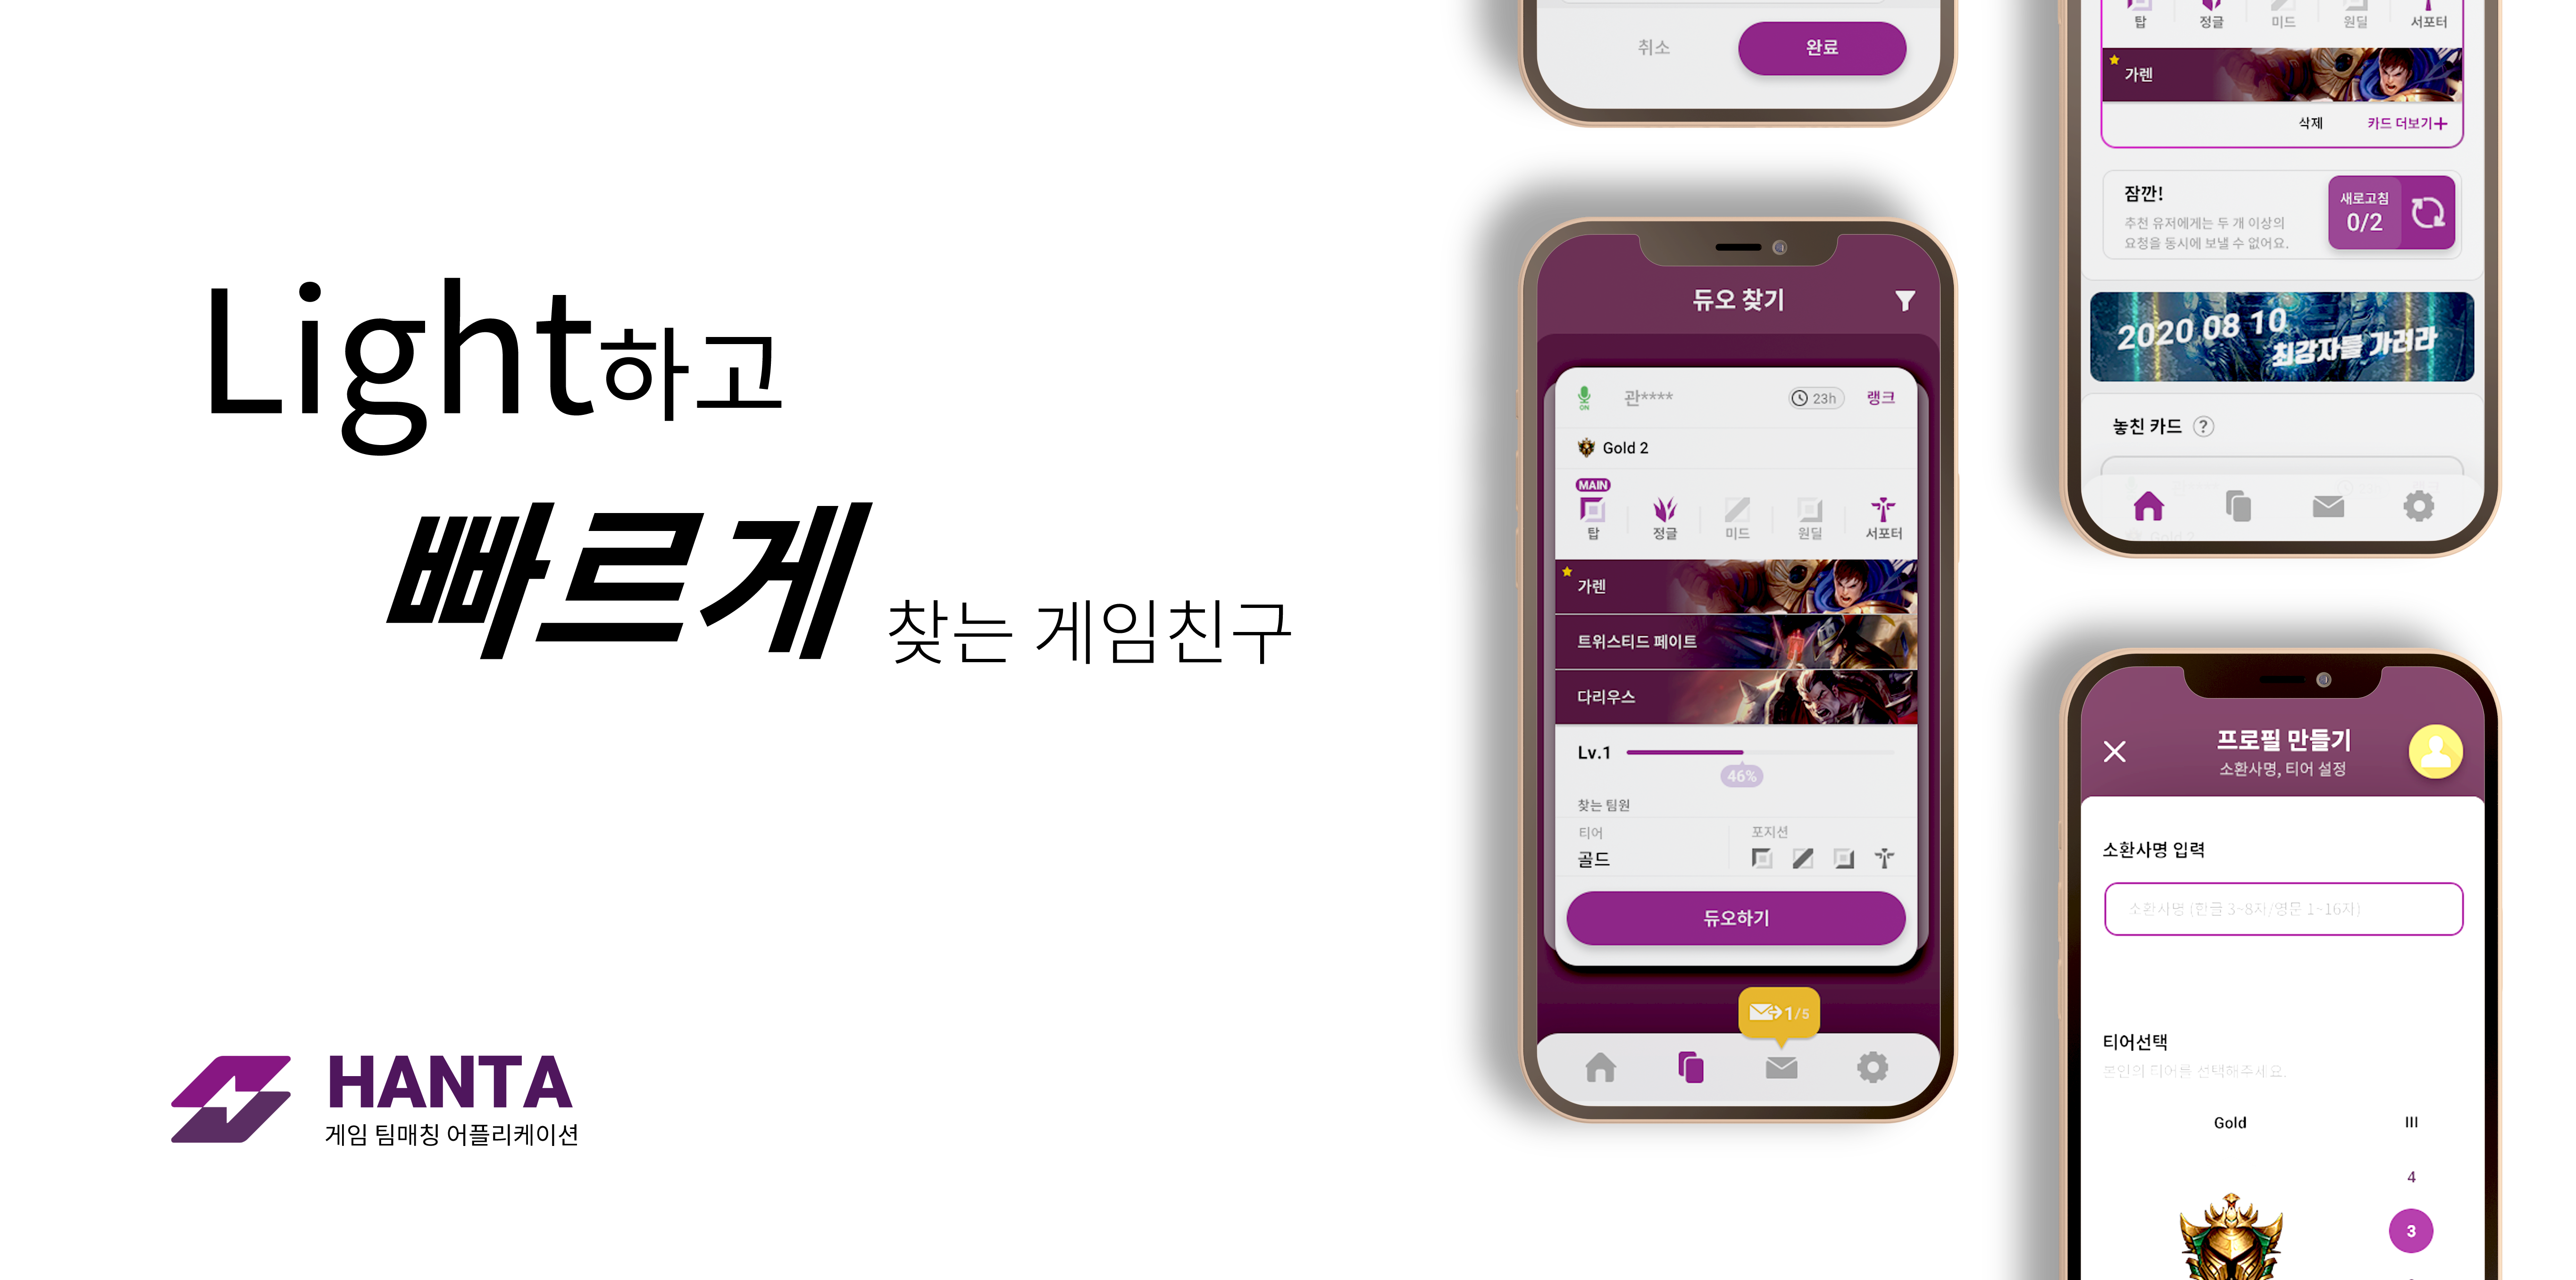 Light하고
빠르게 찾는 게임친구
HANTA
게임 팀매칭 어플리케이션
취소 완료
듀오 찾기
ON 관**** 23h 랭크
Gold 2
MAIN
탑 정글 미드 원딜 서포터
가렌
트위스티드 페이트
다리우스
Lv.1
46%
찾는 팀원
티어 포지션
골드
듀오하기
1/5
탑 정글 미드 원딜 서포터
가렌
삭제 카드 더보기+
잠깐!
추천 유저에게는 두 개 이상의
요청을 동시에 보낼 수 없어요.
새로고침
0/2
2020 08 10
최강자를 가려라
놓친 카드 ?
Gold 2
프로필 만들기
소환사명, 티어 설정
소환사명 입력
소환사명 (한글 3~8자/영문 1~16자)
티어선택
본인의 티어를 선택해주세요.
Gold III
4
3